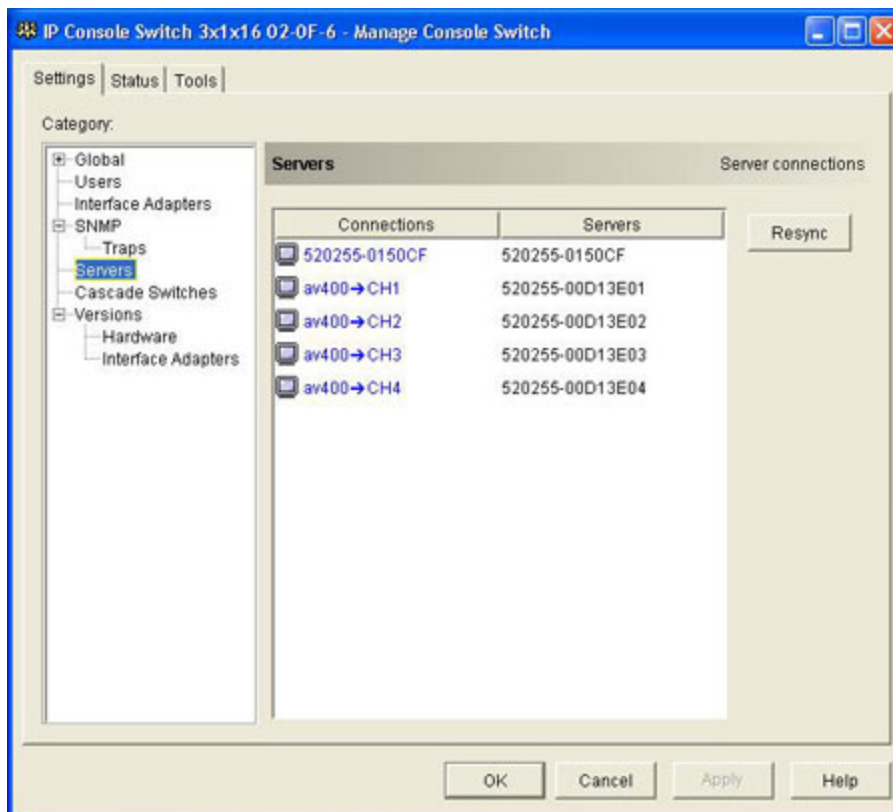 IP Console Switch 3x1x16 02-0F-6 - Manage Console Switch
Settings Status Tools
Category:
Global
Users
Interface Adapters
SNMP
Traps
Servers
Cascade Switches
Versions
Hardware
Interface Adapters
Servers Server connections
Connections Servers
520255-0150CF 520255-0150CF
av400→CH1 520255-00D13E01
av400→CH2 520255-00D13E02
av400→CH3 520255-00D13E03
av400→CH4 520255-00D13E04
Resync
OK Cancel Apply Help